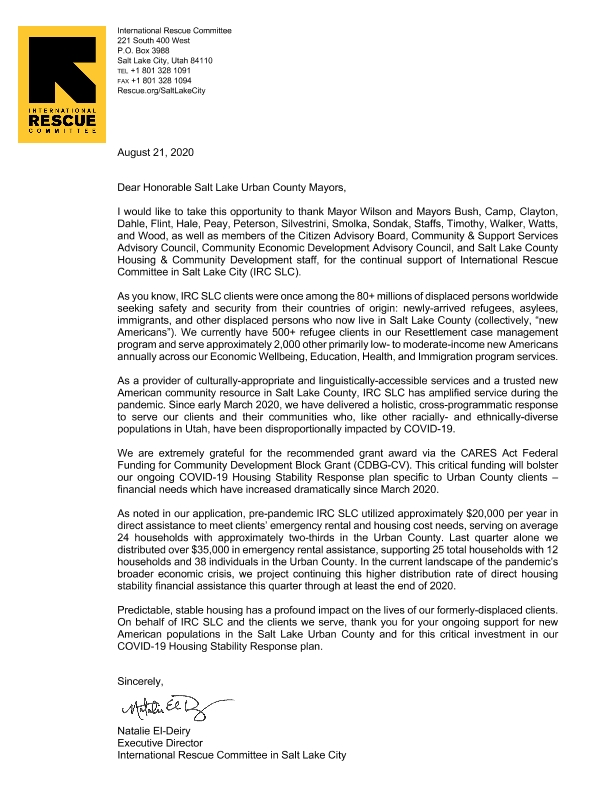 International Rescue Committee
221 South 400 West
P.O. Box 3988
Salt Lake City, Utah 84110
TEL +1 801 328 1091
FAX +1 801 328 1094
Rescue.org/SaltLakeCity
INTERNATIONAL
RESCUE
COMMITTEE
August 21, 2020
Dear Honorable Salt Lake Urban County Mayors,
I would like to take this opportunity to thank Mayor Wilson and Mayors Bush, Camp, Clayton,
Dahle, Flint, Hale, Peay, Peterson, Silvestrini, Smolka, Sondak, Staffs, Timothy, Walker, Watts,
and Wood, as well as members of the Citizen Advisory Board, Community & Support Services
Advisory Council, Community Economic Development Advisory Council, and Salt Lake County
Housing & Community Development staff, for the continual support of International Rescue
Committee in Salt Lake City (IRC SLC).
As you know, IRC SLC clients were once among the 80+ millions of displaced persons worldwide
seeking safety and security from their countries of origin: newly-arrived refugees, asylees,
immigrants, and other displaced persons who now live in Salt Lake County (collectively, “new
Americans”). We currently have 500+ refugee clients in our Resettlement case management
program and serve approximately 2,000 other primarily low- to moderate-income new Americans
annually across our Economic Wellbeing, Education, Health, and Immigration program services.
As a provider of culturally-appropriate and linguistically-accessible services and a trusted new
American community resource in Salt Lake County, IRC SLC has amplified service during the
pandemic. Since early March 2020, we have delivered a holistic, cross-programmatic response
to serve our clients and their communities who, like other racially- and ethnically-diverse
populations in Utah, have been disproportionally impacted by COVID-19.
We are extremely grateful for the recommended grant award via the CARES Act Federal
Funding for Community Development Block Grant (CDBG-CV). This critical funding will bolster
our ongoing COVID-19 Housing Stability Response plan specific to Urban County clients –
financial needs which have increased dramatically since March 2020.
As noted in our application, pre-pandemic IRC SLC utilized approximately $20,000 per year in
direct assistance to meet clients’ emergency rental and housing cost needs, serving on average
24 households with approximately two-thirds in the Urban County. Last quarter alone we
distributed over $35,000 in emergency rental assistance, supporting 25 total households with 12
households and 38 individuals in the Urban County. In the current landscape of the pandemic’s
broader economic crisis, we project continuing this higher distribution rate of direct housing
stability financial assistance this quarter through at least the end of 2020.
Predictable, stable housing has a profound impact on the lives of our formerly-displaced clients.
On behalf of IRC SLC and the clients we serve, thank you for your ongoing support for new
American populations in the Salt Lake Urban County and for this critical investment in our
COVID-19 Housing Stability Response plan.
Sincerely,
Natalie El-Deiry
Executive Director
International Rescue Committee in Salt Lake City